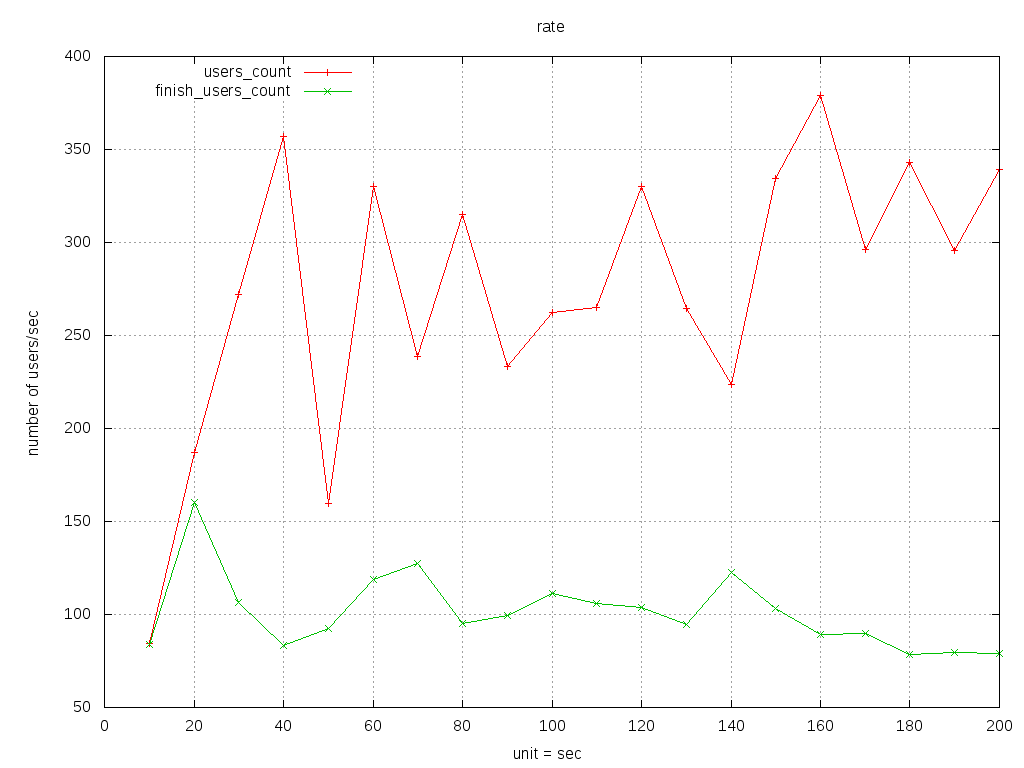 rate
400
350
300
250
200
150
100
50
number of users/sec
users_count
finish_users_count
0 20 40 60 80 100 120 140 160 180 200
unit = sec